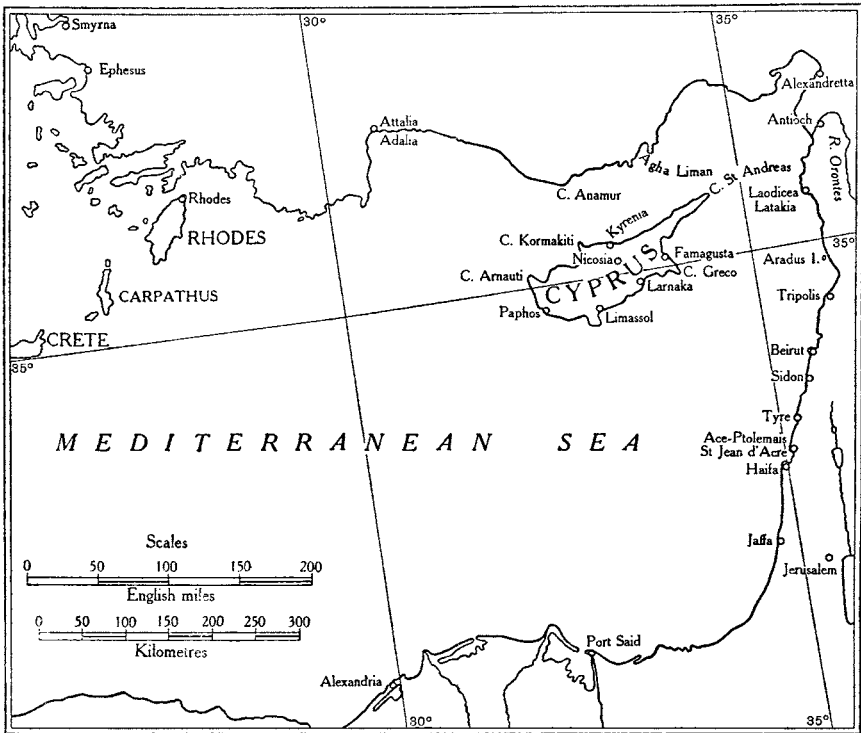 Smyrna
30°
35°
Ephesus
Alexandretta
Attalia
Adalia
Antioch
R. Orontes
Agha Liman
C. St Andreas
C. Anamur
Laodicea
Latakia
Rhodes
RHODES
Kyrenia
C. Kormakiti
Nicosia
Famagusta
35°
Aradus I.
C. Arnauti
CYPRUS
C. Greco
Larnaka
CARPATHUS
Tripolis
Paphos
Limassol
CRETE
35°
Beirut
Sidon
MEDITERRANEAN SEA
Tyre
Ace-Ptolemais
St Jean d'Acre
Haifa
Scales
0 50 100 150 200
English miles
0 50 100 150 200 250 300
Kilometres
Jaffa
Jerusalem
Port Said
Alexandria
30°
35°